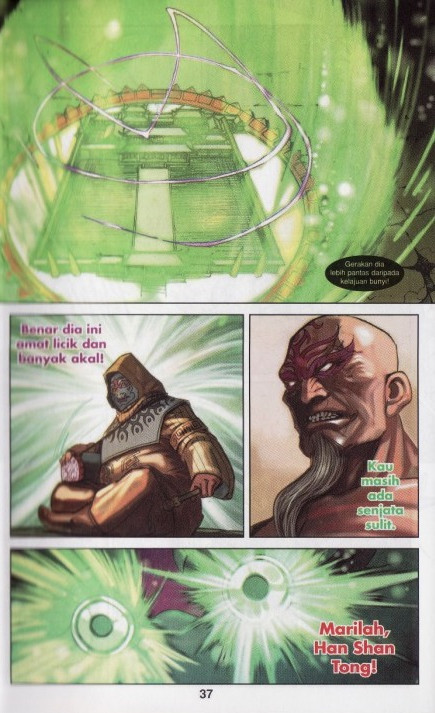 Gerakan dia
lebih pantas daripada
kelajuan bunyi!
Benar dia ini
amat licik dan
banyak akal!
Kau
masih
ada
senjata
sulit.
Marilah,
Han Shan
Tong!
37